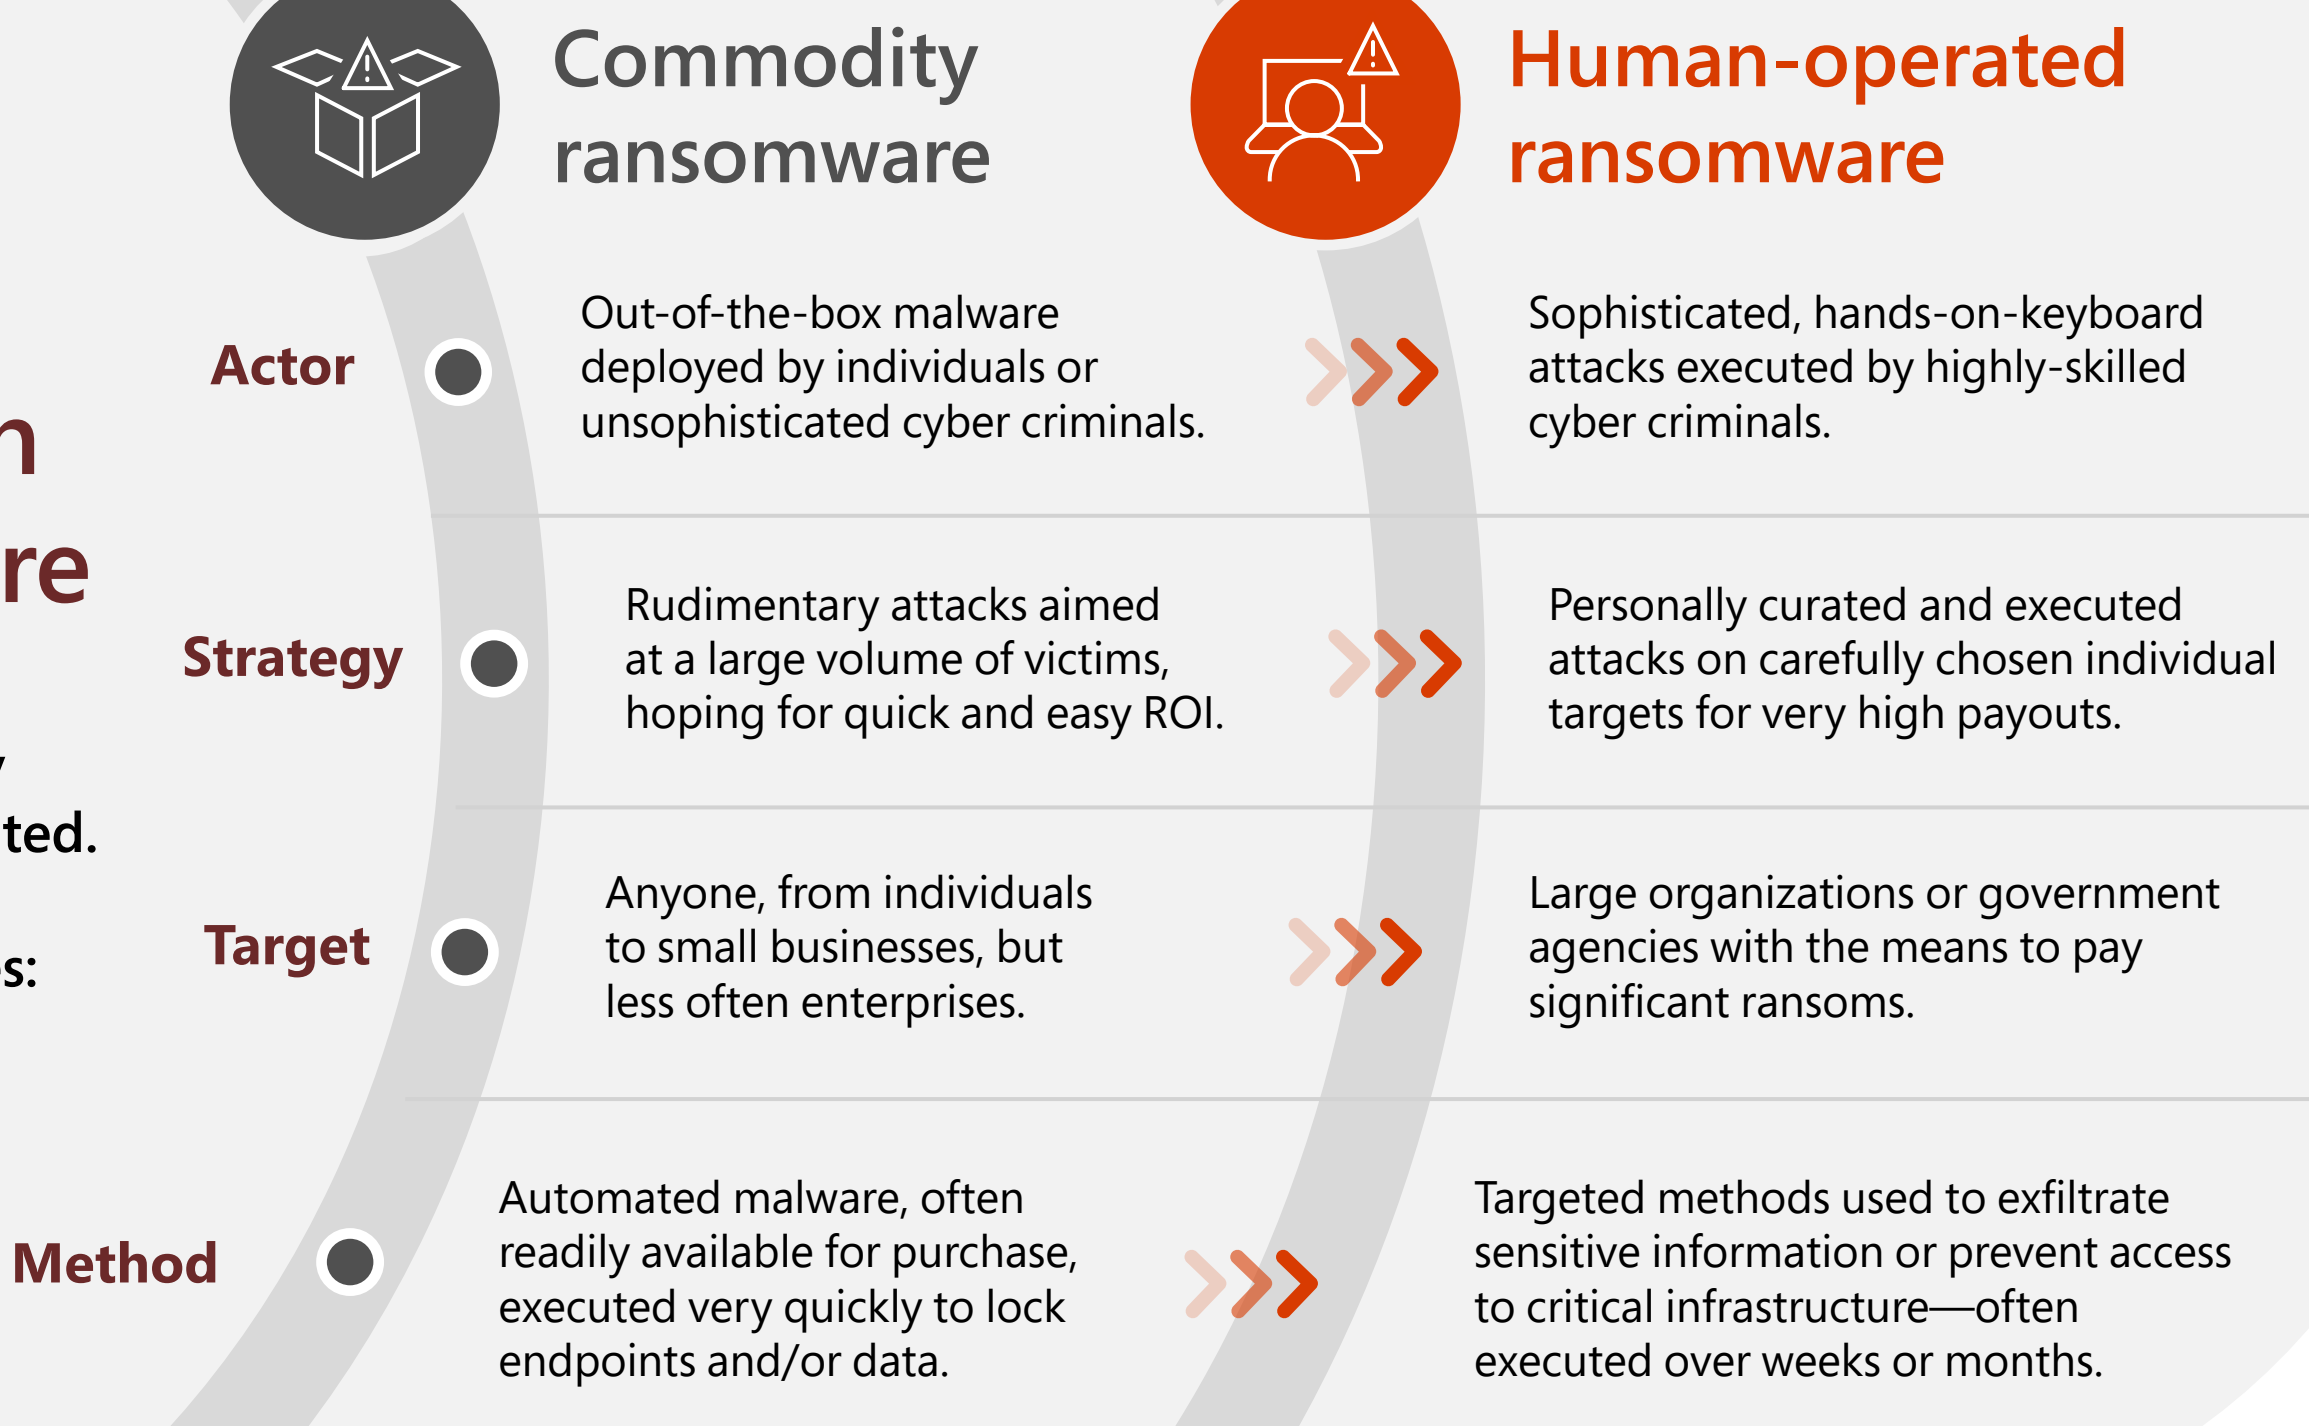 Commodity
ransomware
Human-operated
ransomware
Actor
Out-of-the-box malware
deployed by individuals or
unsophisticated cyber criminals.
Sophisticated, hands-on-keyboard
attacks executed by highly-skilled
cyber criminals.
Strategy
Rudimentary attacks aimed
at a large volume of victims,
hoping for quick and easy ROI.
Personally curated and executed
attacks on carefully chosen individual
targets for very high payouts.
Target
Anyone, from individuals
to small businesses, but
less often enterprises.
Large organizations or government
agencies with the means to pay
significant ransoms.
Method
Automated malware, often
readily available for purchase,
executed very quickly to lock
endpoints and/or data.
Targeted methods used to exfiltrate
sensitive information or prevent access
to critical infrastructure—often
executed over weeks or months.